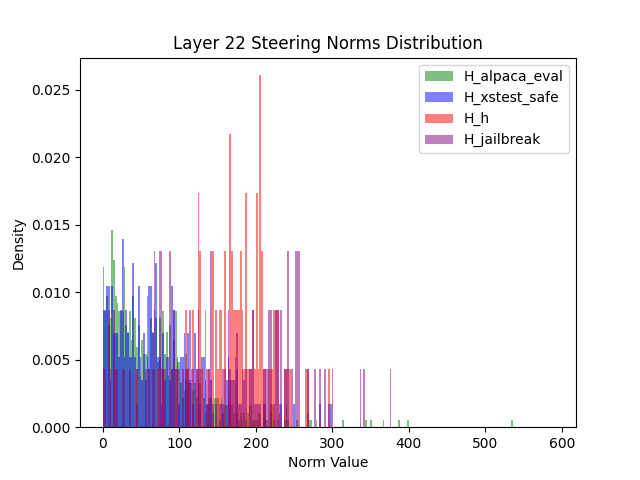 Layer 22 Steering Norms Distribution
H_alpaca_eval
H_xstest_safe
H_h
H_jailbreak
0.025
0.020
0.015
0.010
0.005
0.000
Density
0 100 200 300 400 500 600
Norm Value